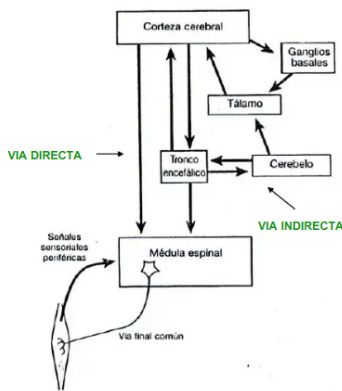 Corteza cerebral
Ganglios
basales
Tálamo
VIA DIRECTA
Tronco
encefálico
Cerebelo
VIA INDIRECTA
Señales
sensoriales
periféricas
Médula espinal
Vía final común